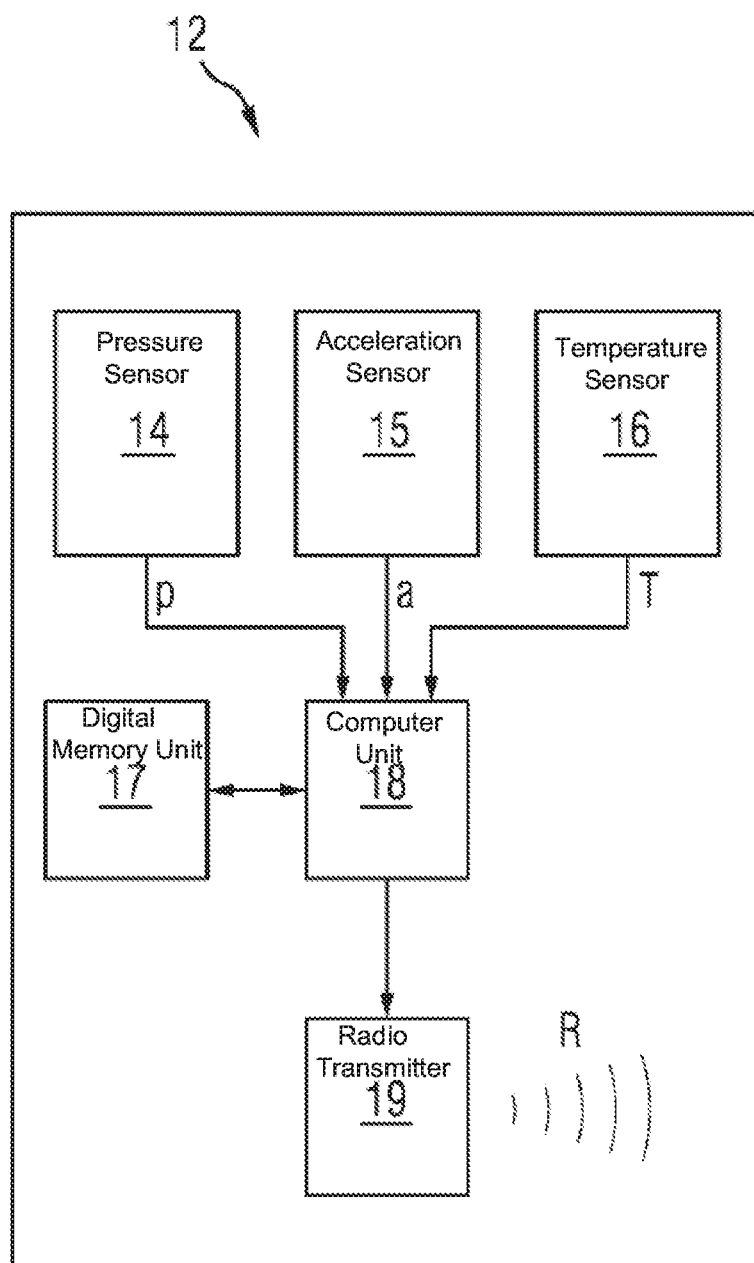 12
Pressure
Sensor
14
Acceleration
Sensor
15
Temperature
Sensor
16
p
a
T
Digital
Memory Unit
17
Computer
Unit
18
Radio
Transmitter
19
R